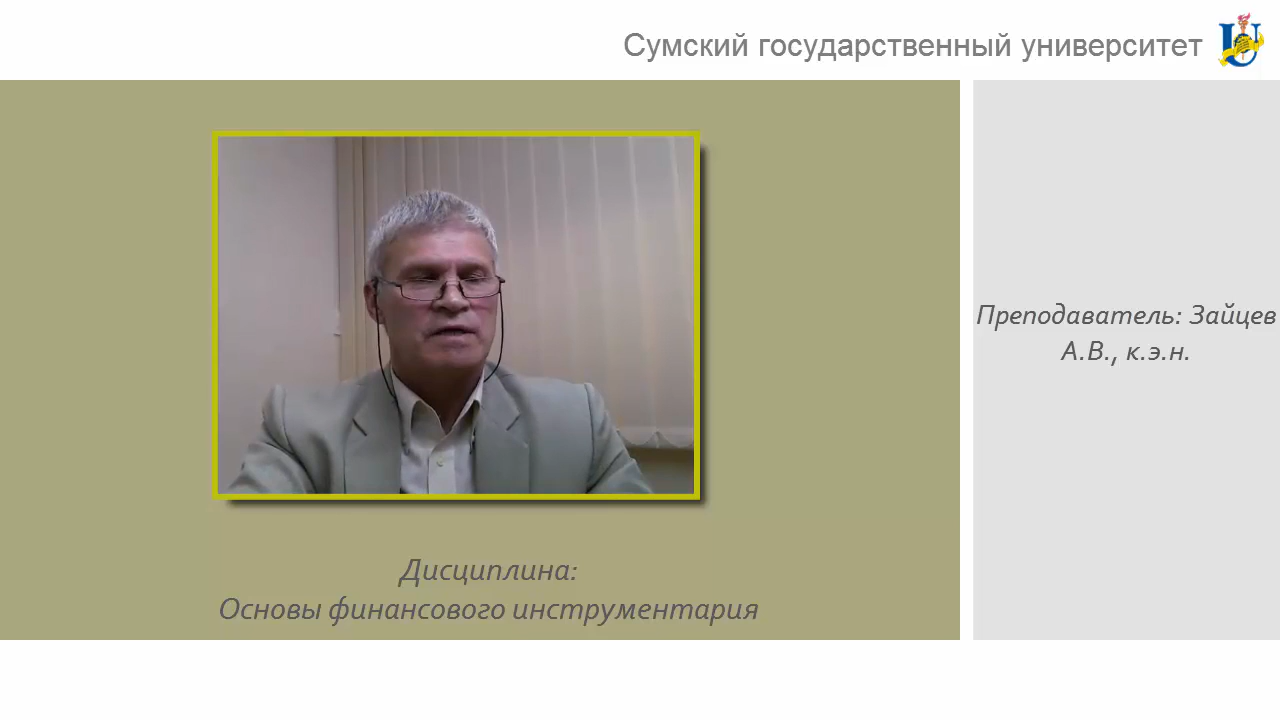 Сумский государственный университет
Преподаватель: Зайцев
А.В., к.э.н.
Дисциплина:
Основы финансового инструментария